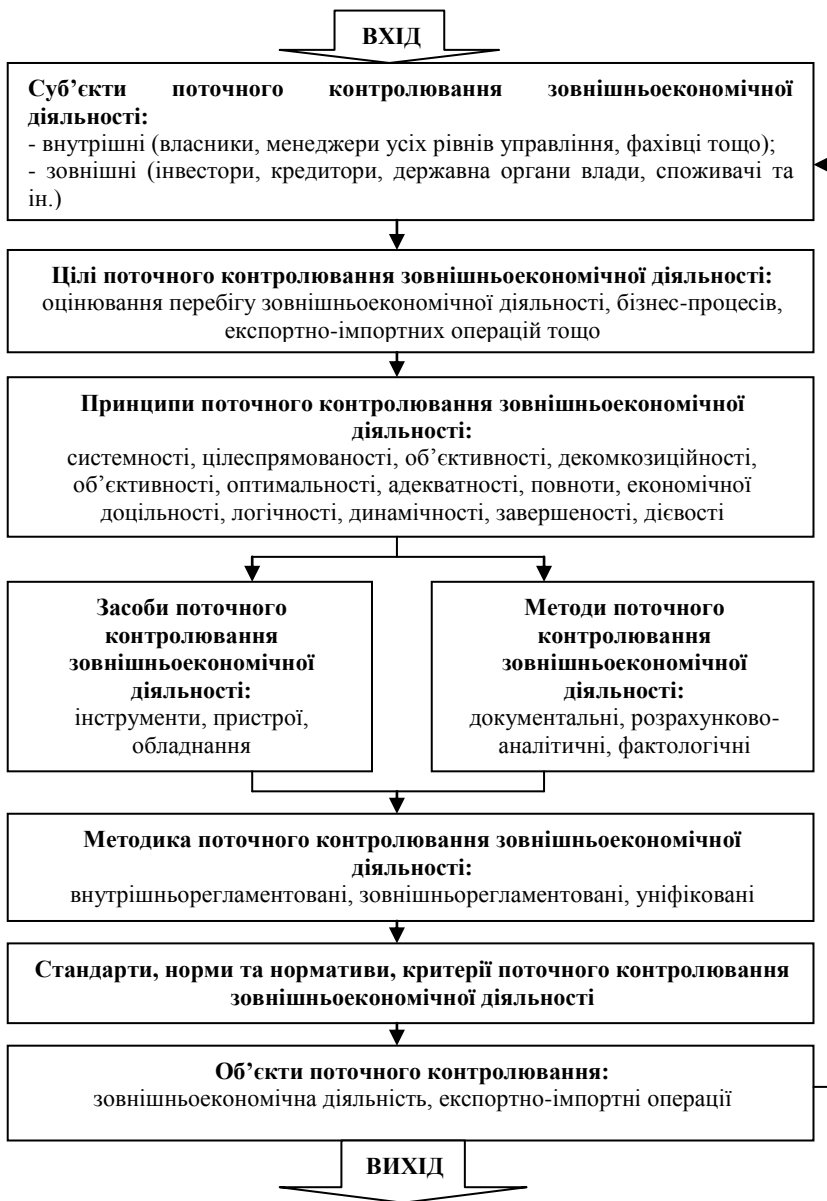 ВХІД
Суб’єкти поточного контролювання зовнішньоекономічної
діяльності:
- внутрішні (власники, менеджери усіх рівнів управління, фахівці тощо);
- зовнішні (інвестори, кредитори, державна органи влади, споживачі та
ін.)
Цілі поточного контролювання зовнішньоекономічної діяльності:
оцінювання перебігу зовнішньоекономічної діяльності, бізнес-процесів,
експортно-імпортних операцій тощо
Принципи поточного контролювання зовнішньоекономічної
діяльності:
системності, цілеспрямованості, об’єктивності, декомкозиційності,
об’єктивності, оптимальності, адекватності, повноти, економічної
доцільності, логічності, динамічності, завершеності, дієвості
Засоби поточного
контролювання
зовнішньоекономічної
діяльності:
інструменти, пристрої,
обладнання
Методи поточного
контролювання
зовнішньоекономічної
діяльності:
документальні, розрахунково-
аналітичні, фактологічні
Методика поточного контролювання зовнішньоекономічної
діяльності:
внутрішньорегламентовані, зовнішньорегламентовані, уніфіковані
Стандарти, норми та нормативи, критерії поточного контролювання
зовнішньоекономічної діяльності
Об’єкти поточного контролювання:
зовнішньоекономічна діяльність, експортно-імпортні операції
ВИХІД